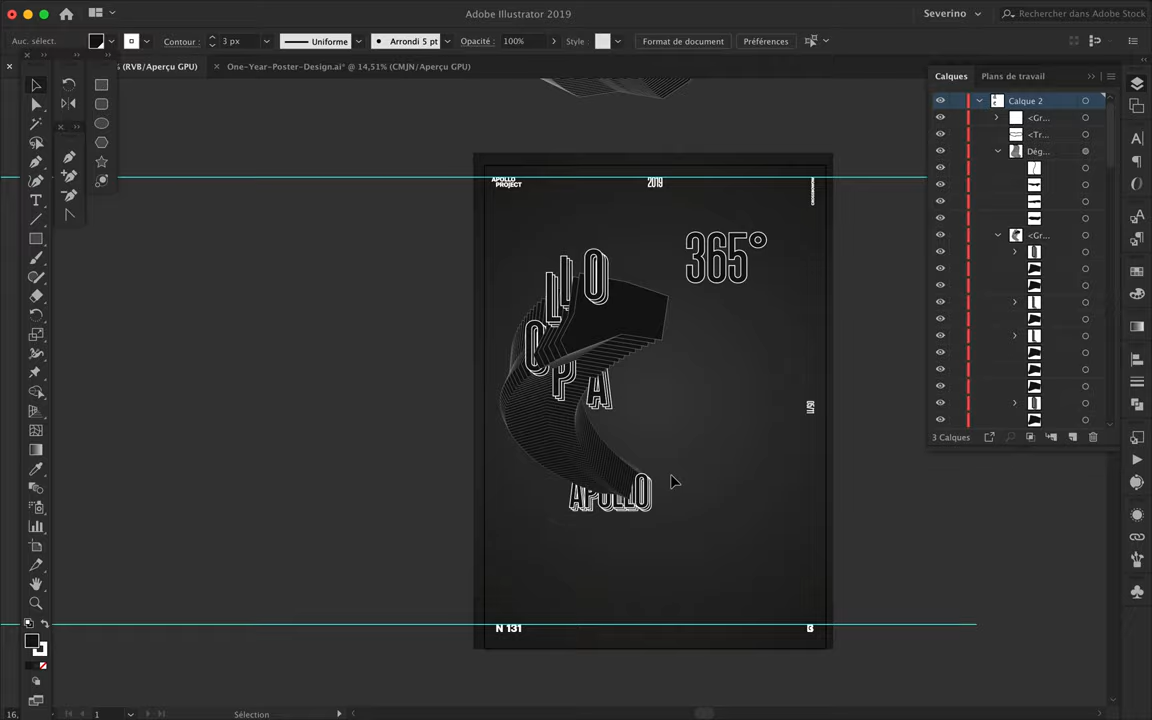 Adobe Illustrator 2019
Severino
Rechercher dans Adobe Stock
Auc. sélect.
Contour :
3 px
Uniforme
Arrondi 5 pt
Opacité :
100%
Style :
Format de document
Préférences
% (RVB/Aperçu GPU)
One-Year-Poster-Design.ai* @ 14,51% (CMJN/Aperçu GPU)
Calques
Plans de travail
Calque 2
<Gr...
<Tr...
Dég...
<Gr...
3 Calques
APOLLO
PROJECT
2019
365°
O
L
L
O
P
A
APOLLO
N 131
16,
1
Sélection